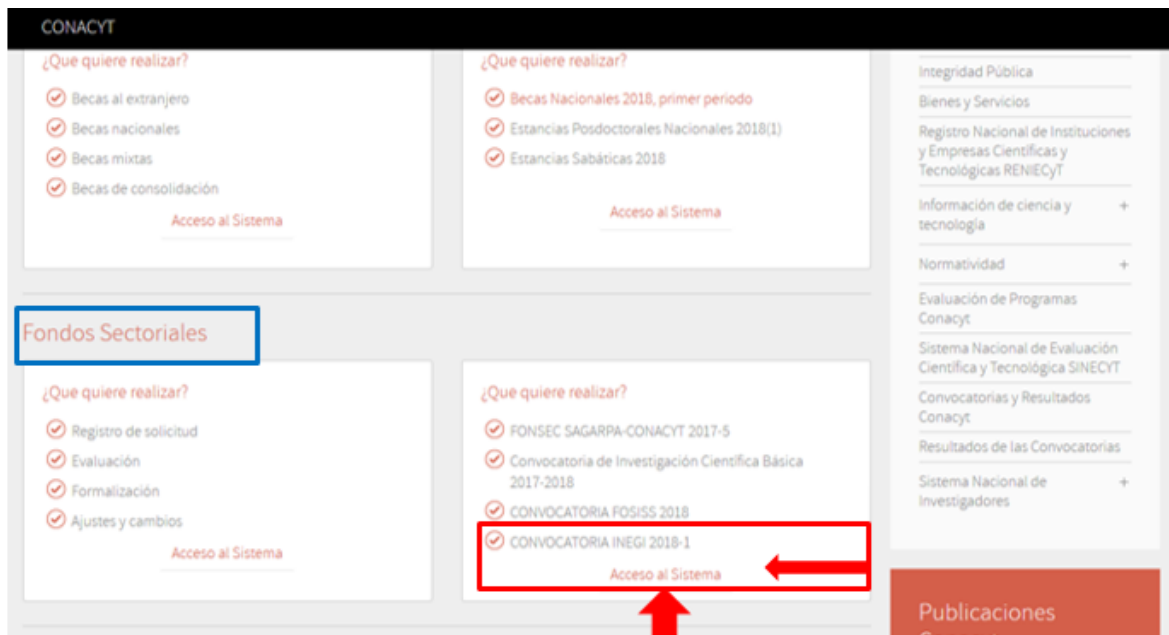 CONACYT
¿Que quiere realizar?
Becas al extranjero
Becas nacionales
Becas mixtas
Becas de consolidación
Acceso al Sistema
¿Que quiere realizar?
Becas Nacionales 2018, primer periodo
Estancias Posdoctorales Nacionales 2018(1)
Estancias Sabáticas 2018
Acceso al Sistema
Fondos Sectoriales
¿Que quiere realizar?
Registro de solicitud
Evaluación
Formalización
Ajustes y cambios
Acceso al Sistema
¿Que quiere realizar?
FONSEC SAGARPA-CONACYT 2017-5
Convocatoria de Investigación Científica Básica
2017-2018
CONVOCATORIA FOSISS 2018
CONVOCATORIA INEGI 2018-1
Acceso al Sistema
Integridad Pública
Bienes y Servicios
Registro Nacional de Instituciones
y Empresas Científicas y
Tecnológicas RENIECyT
Información de ciencia y +
tecnología
Normatividad +
Evaluación de Programas
Conacyt
Sistema Nacional de Evaluación
Científica y Tecnológica SINECYT
Convocatorias y Resultados
Conacyt
Resultados de las Convocatorias
Sistema Nacional de +
Investigadores
Publicaciones